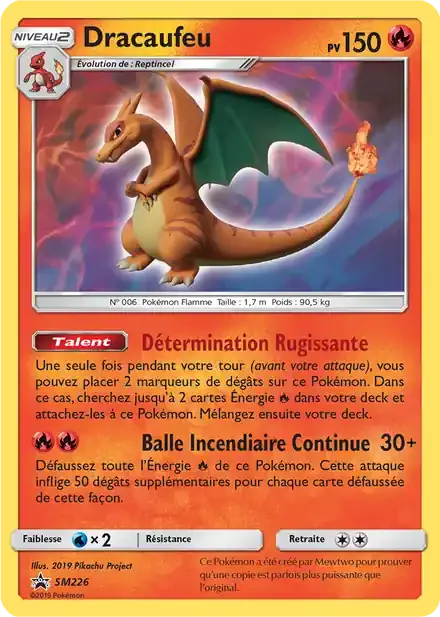 NIVEAU2
Dracaufeu
PV150
Évolution de : Reptincel
N° 006 Pokémon Flamme Taille : 1,7 m Poids : 90,5 kg
Talent Détermination Rugissante
Une seule fois pendant votre tour (avant votre attaque), vous
pouvez placer 2 marqueurs de dégâts sur ce Pokémon. Dans
ce cas, cherchez jusqu'à 2 cartes Énergie dans votre deck et
attachez-les à ce Pokémon. Mélangez ensuite votre deck.
Balle Incendiaire Continue 30+
Défaussez toute l'Énergie de ce Pokémon. Cette attaque
inflige 50 dégâts supplémentaires pour chaque carte défaussée
de cette façon.
Faiblesse ×2 Résistance Retraite
Illus. 2019 Pikachu Project
SM226
©2019 Pokémon
Ce Pokémon a été créé par Mewtwo pour prouver
qu'une copie est parfois plus puissante que
l'original.